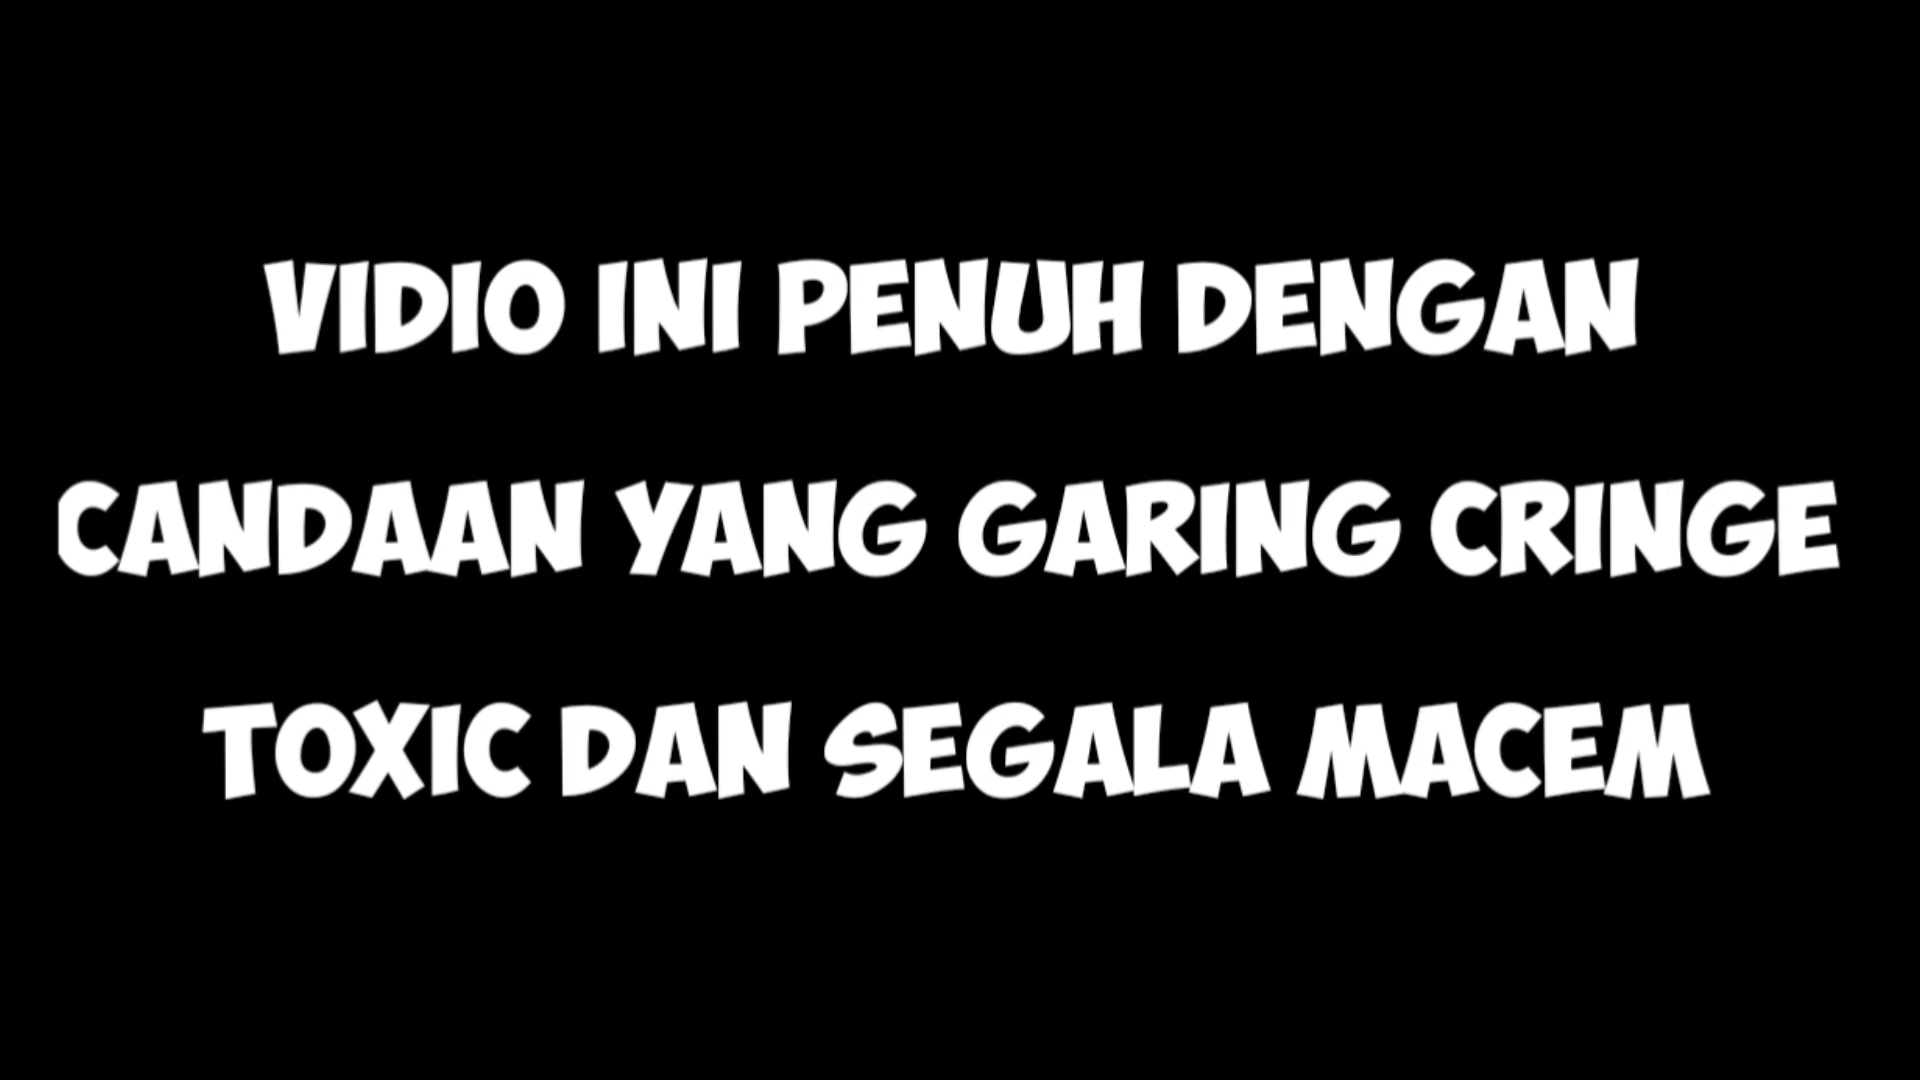 VIDIO INI PENUH DENGAN
CANDAAN YANG GARING CRINGE
TOXIC DAN SEGALA MACEM